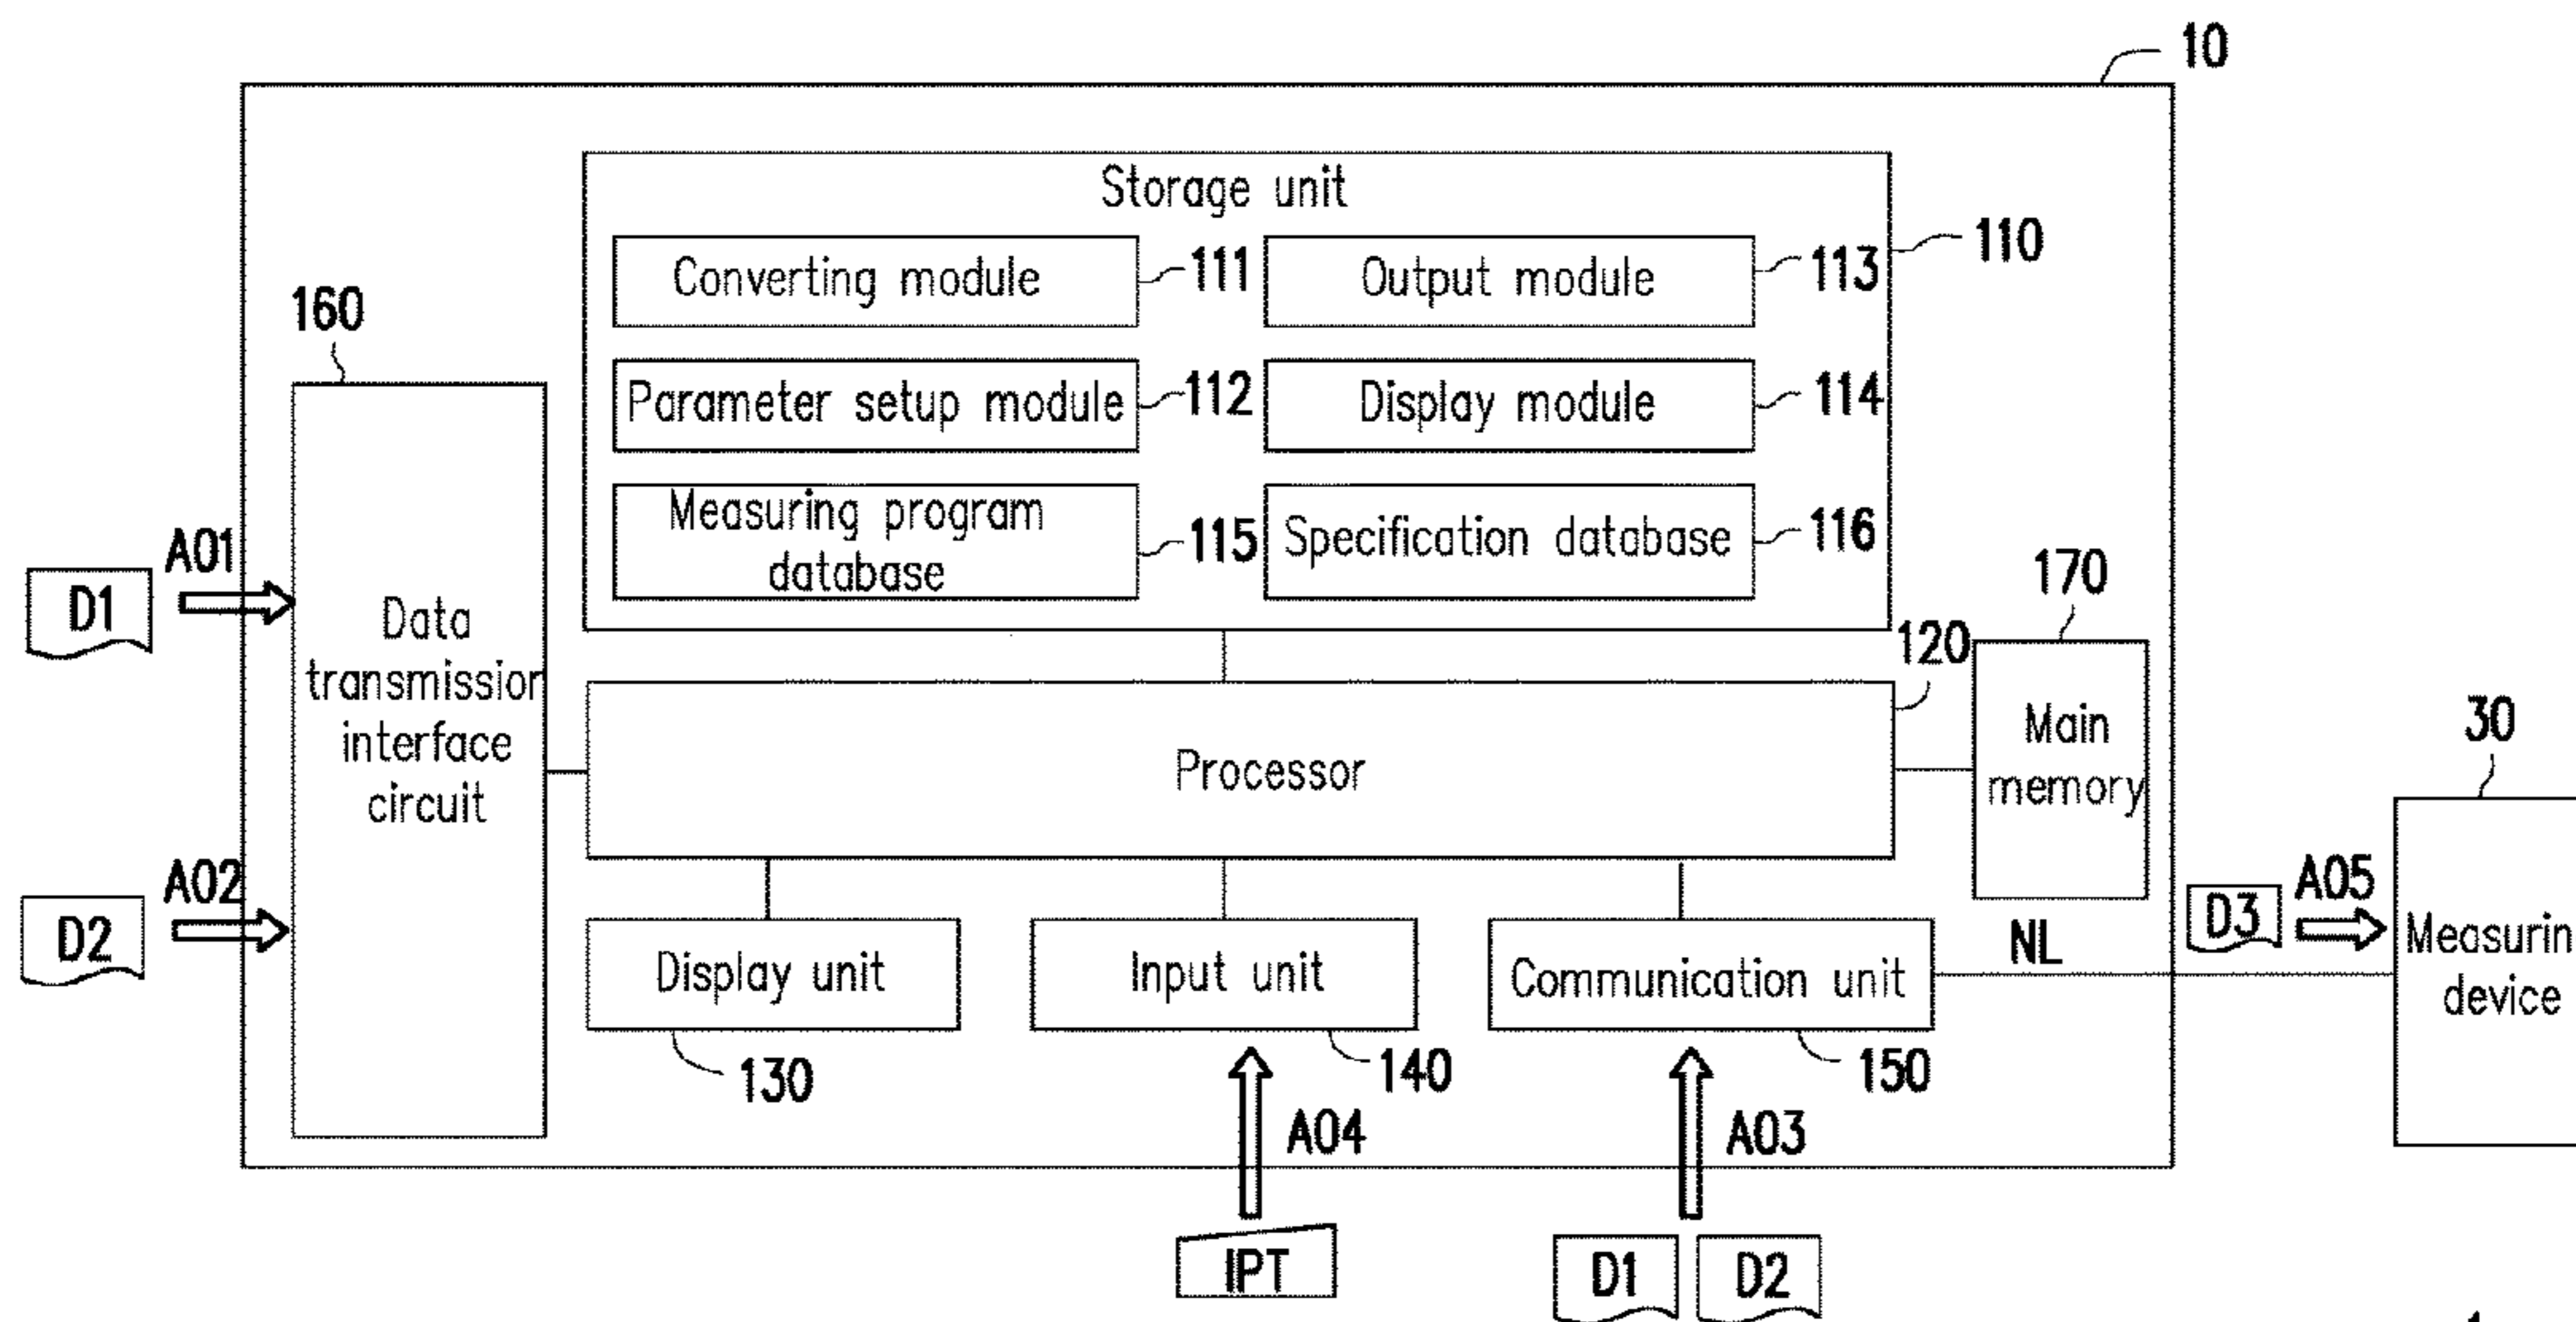 10
Storage unit
110
Converting module
111
Output module
113
160
Parameter setup module
112
Display module
114
Measuring program
database
115
Specification database
116
A01
D1
Data
transmission
interface
circuit
170
120
Processor
Main
memory
30
A02
D2
Display unit
Input unit
Communication unit
NL
D3
A05
Measurin
device
130
140
150
A04
A03
IPT
D1
D2